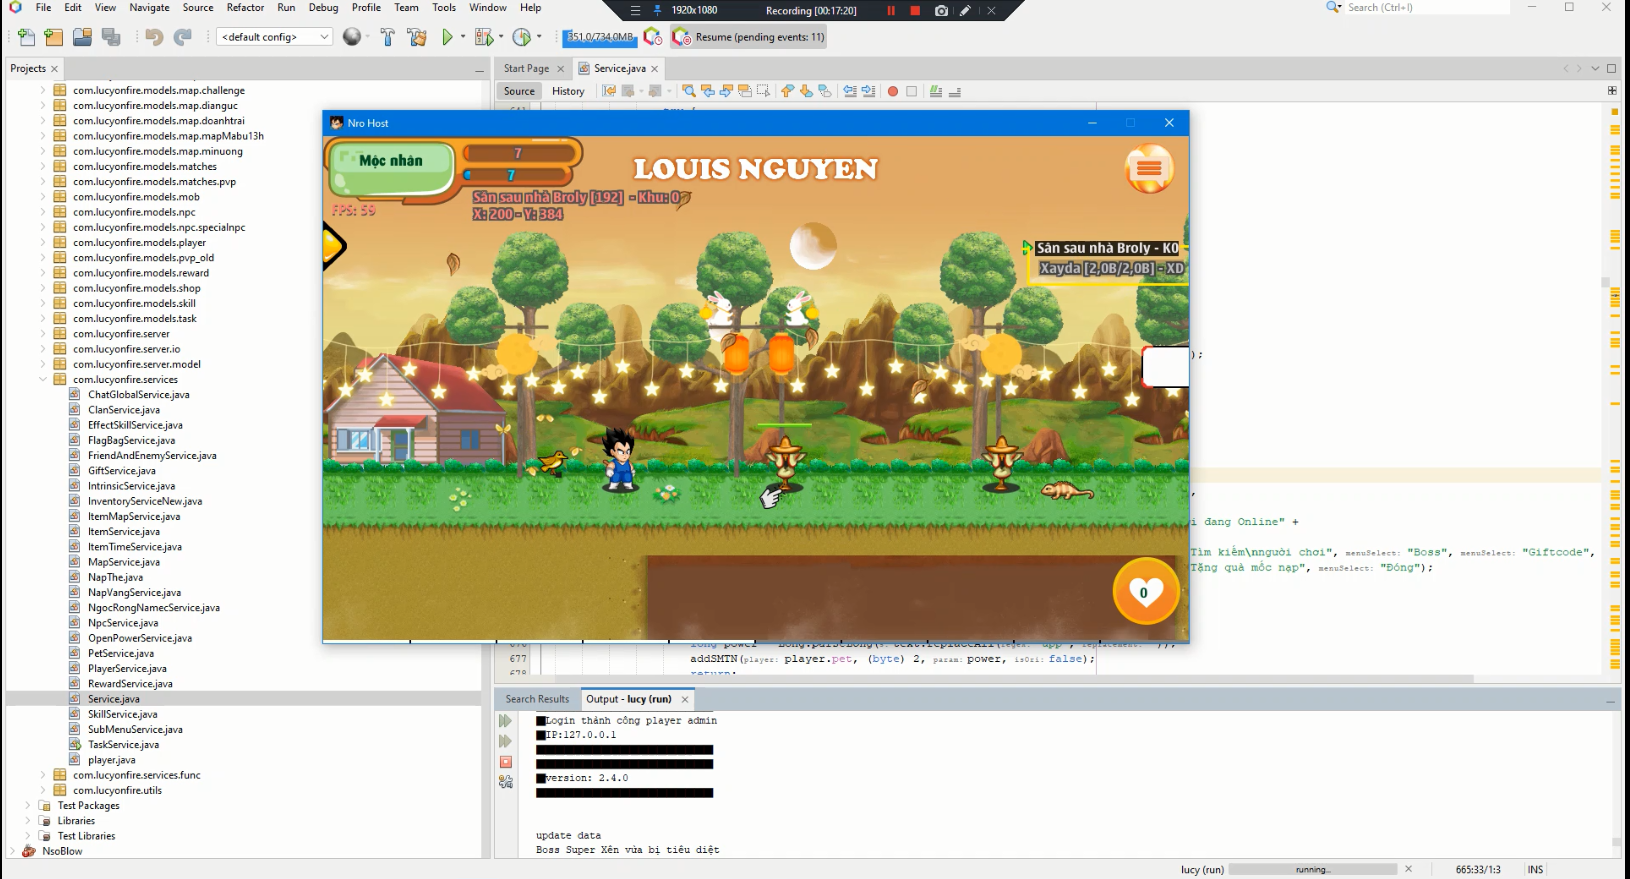 File Edit View Navigate Source Refactor Run Debug Profile Team Tools Window Help
1920x1080 Recording [00:17:20]
Search (Ctrl+I)
<default config>
351.0/734.0MB
Resume (pending events: 11)
Projects
com.lucyonfire.models.map.challenge
com.lucyonfire.models.map.dianguc
com.lucyonfire.models.map.doanhtrai
com.lucyonfire.models.map.mapMabu13h
com.lucyonfire.models.map.minuong
com.lucyonfire.models.matches
com.lucyonfire.models.matches.pvp
com.lucyonfire.models.mob
com.lucyonfire.models.npc
com.lucyonfire.models.npc.specialnpc
com.lucyonfire.models.player
com.lucyonfire.models.pvp_old
com.lucyonfire.models.reward
com.lucyonfire.models.shop
com.lucyonfire.models.skill
com.lucyonfire.models.task
com.lucyonfire.server
com.lucyonfire.server.io
com.lucyonfire.server.model
com.lucyonfire.services
ChatGlobalService.java
ClanService.java
EffectSkillService.java
FlagBagService.java
FriendAndEnemyService.java
GiftService.java
IntrinsicService.java
InventoryServiceNew.java
ItemMapService.java
ItemService.java
ItemTimeService.java
MapService.java
NapThe.java
NapVangService.java
NgocRongNamecService.java
NpcService.java
OpenPowerService.java
PetService.java
PlayerService.java
RewardService.java
Service.java
SkillService.java
SubMenuService.java
TaskService.java
player.java
com.lucyonfire.services.func
com.lucyonfire.utils
Test Packages
Libraries
Test Libraries
NsoBlow
Start Page
Service.java
Source History
Nro Host
Mộc nhân
7
7
LOUIS NGUYEN
Sân sau nhà Broly [192] - Khu: 0
X: 200 - Y: 384
FPS: 59
Sân sau nhà Broly - K0
Xayda [2,0B/2,0B] - XD
0
);
,
i đang Online" +
Tìm kiếm\nngười chơi", menuSelect: "Boss", menuSelect: "Giftcode",
Tặng quà mốc nạp", menuSelect: "Đóng");
677 addSMTN(player: player.pet, (byte) 2, param: power, isOri: false);
678 return;
Search Results
Output - lucy (run)
Login thành công player admin
IP:127.0.0.1
version: 2.4.0
update data
Boss Super Xên vừa bị tiêu diệt
lucy (run) running... 665:33/1:3 INS